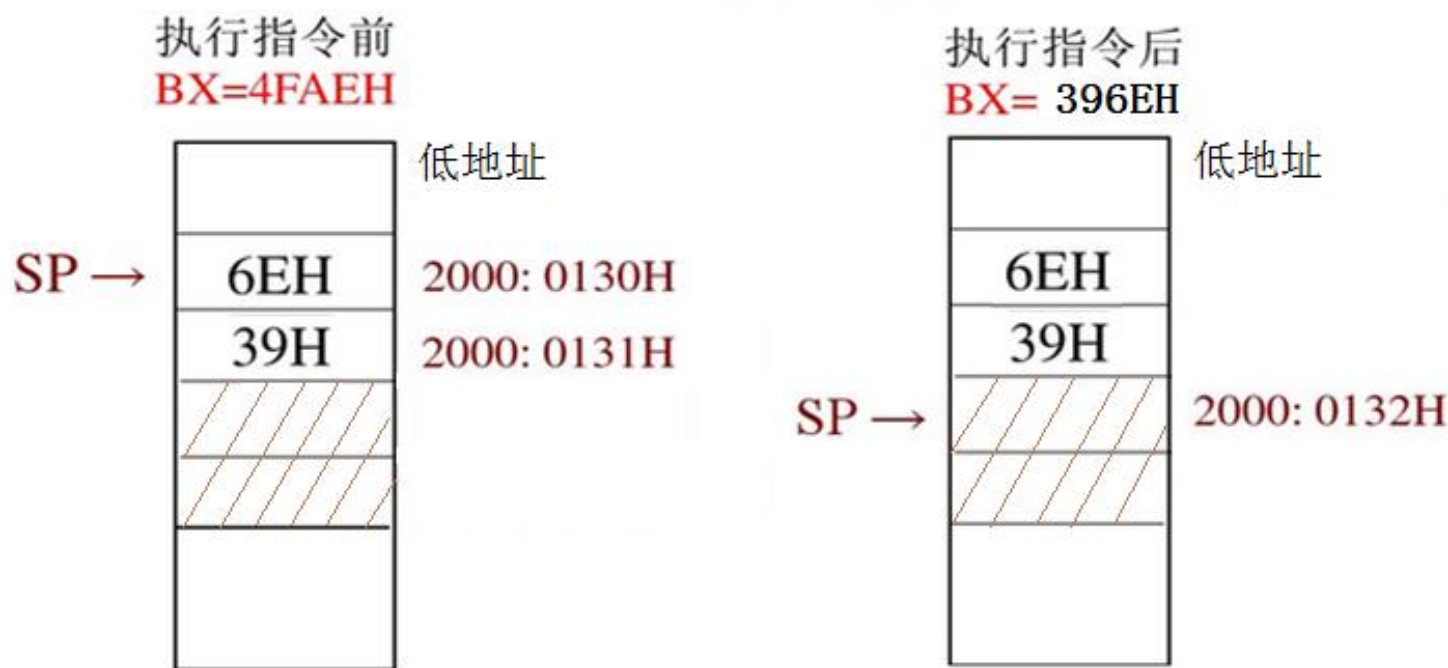 执行指令前
BX=4FAEH
低地址
SP→ 6EH 2000: 0130H
39H 2000: 0131H
执行指令后
BX= 396EH
低地址
6EH
39H
SP→ 2000: 0132H